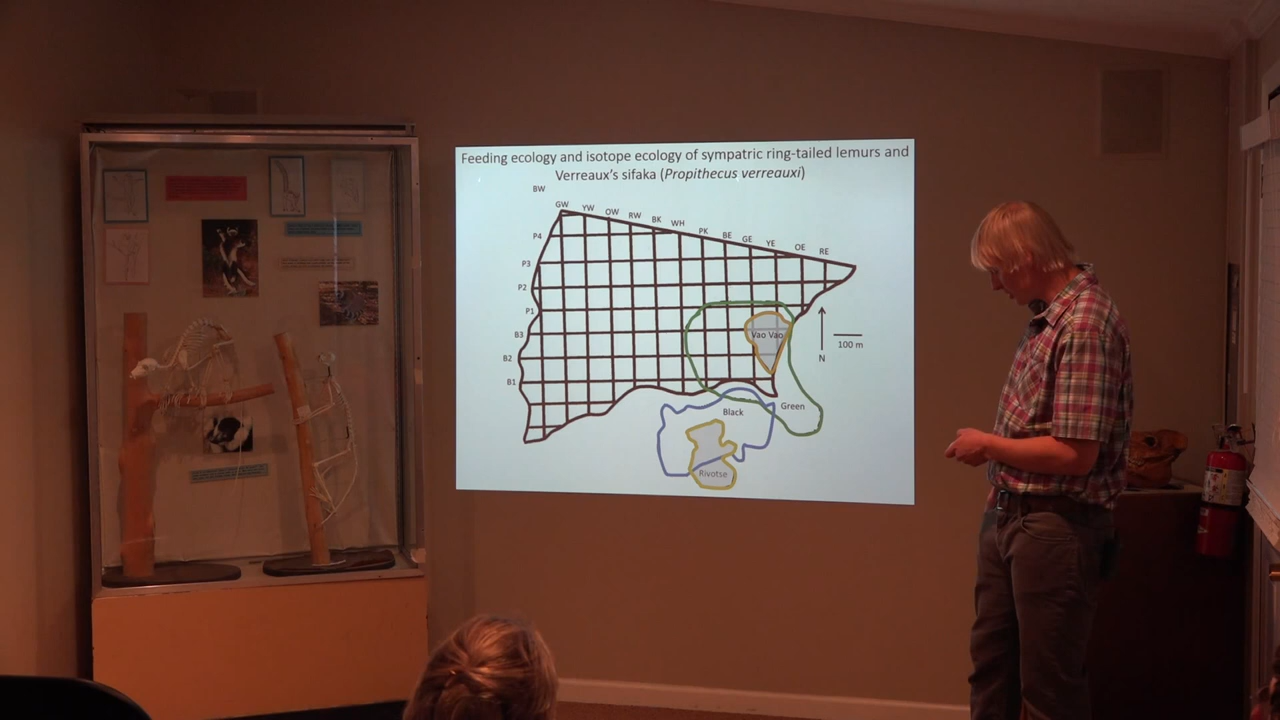 Feeding ecology and isotope ecology of sympatric ring-tailed lemurs and
Verreaux's sifaka (Propithecus verreauxi)
BW
GW YW OW RW BK WH PK BE GE YE OE RE
P4
P3
P2
P1
B3
B2
B1
Vao Vao
N
100 m
Black
Green
Rivotse